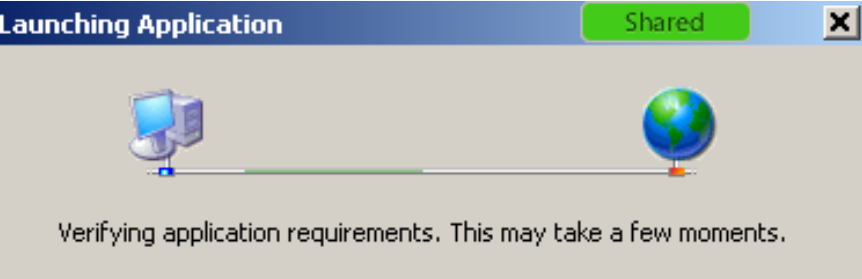 Launching Application
Shared
Verifying application requirements. This may take a few moments.